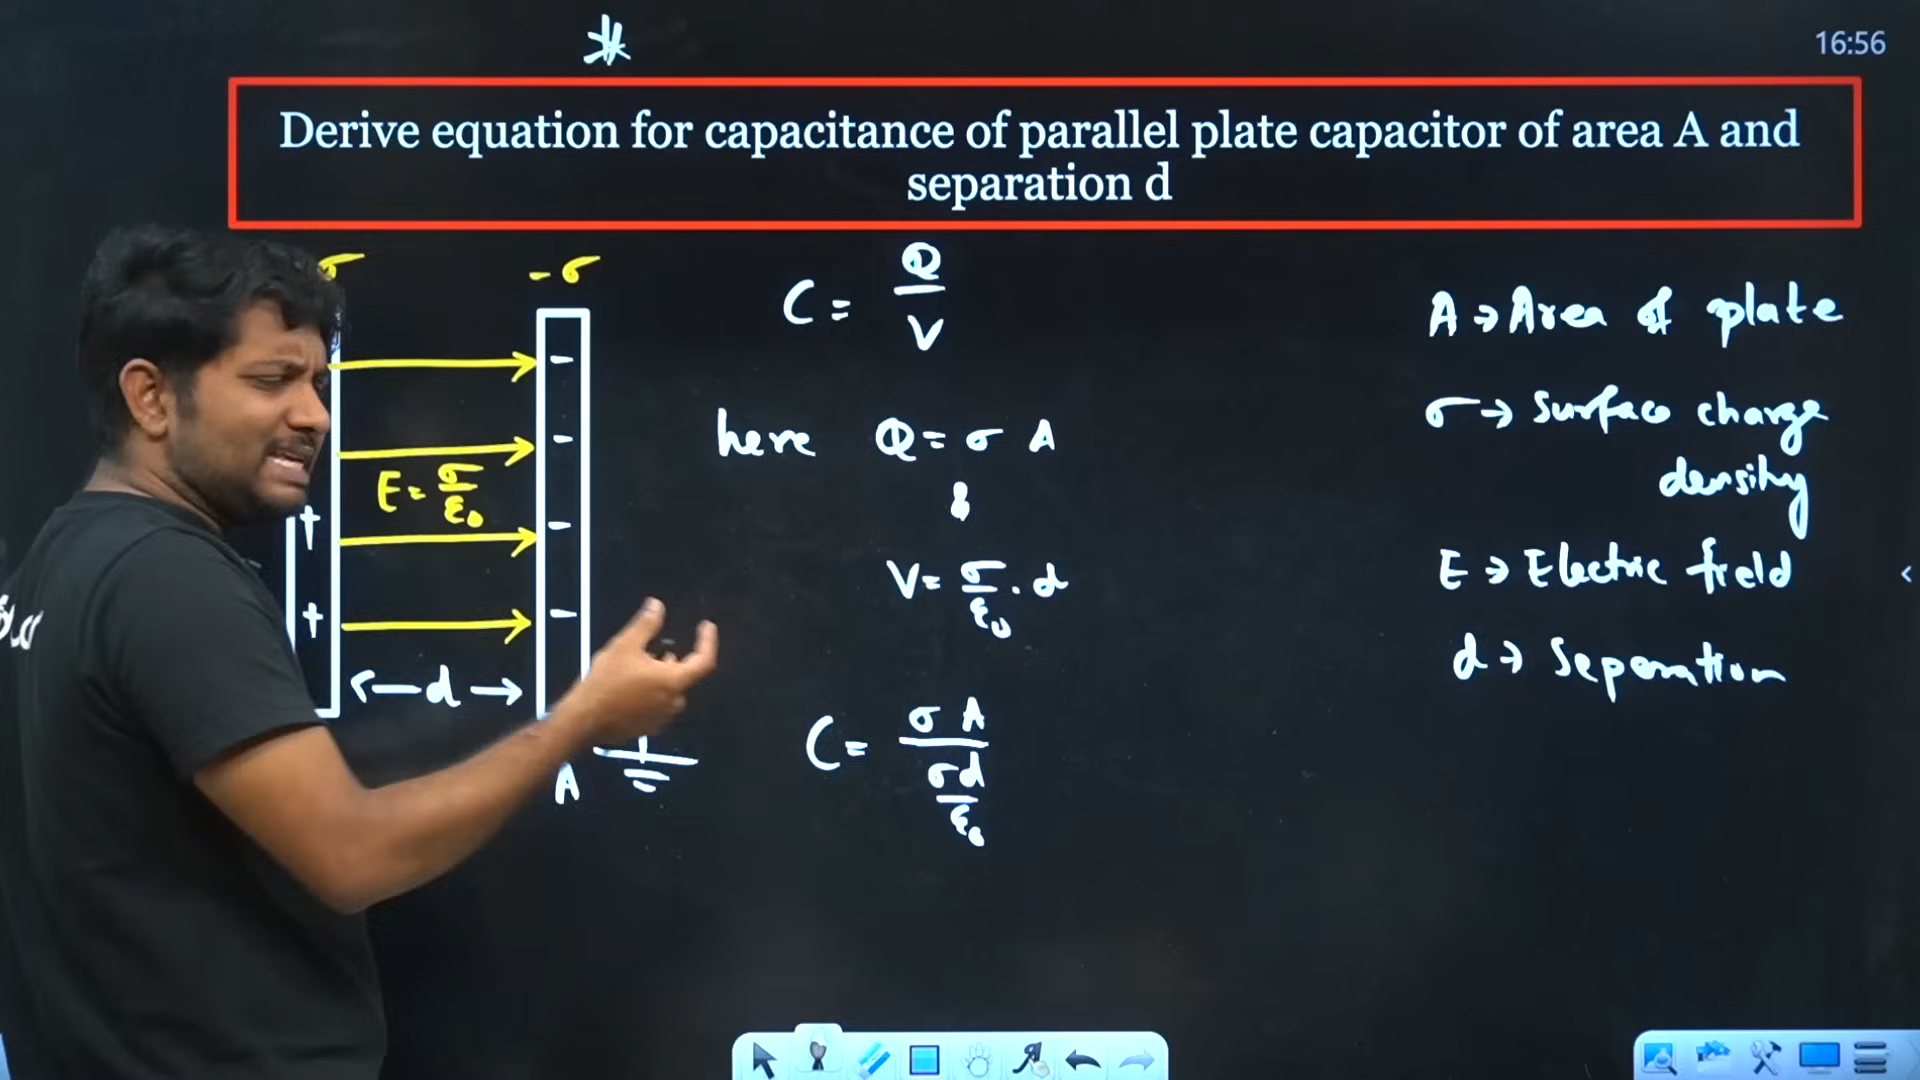 16:56
Derive equation for capacitance of parallel plate capacitor of area A and
separation d
σ
-σ
+
+
-
-
-
-
E = σ/ε₀
←d→
A
C = Q/V
here Q = σ A
&
V = σ/ε₀ . d
C = σ A / (σd/ε₀)
A → Area of plate
σ → Surface charge
density
E → Electric field
d → Seperation